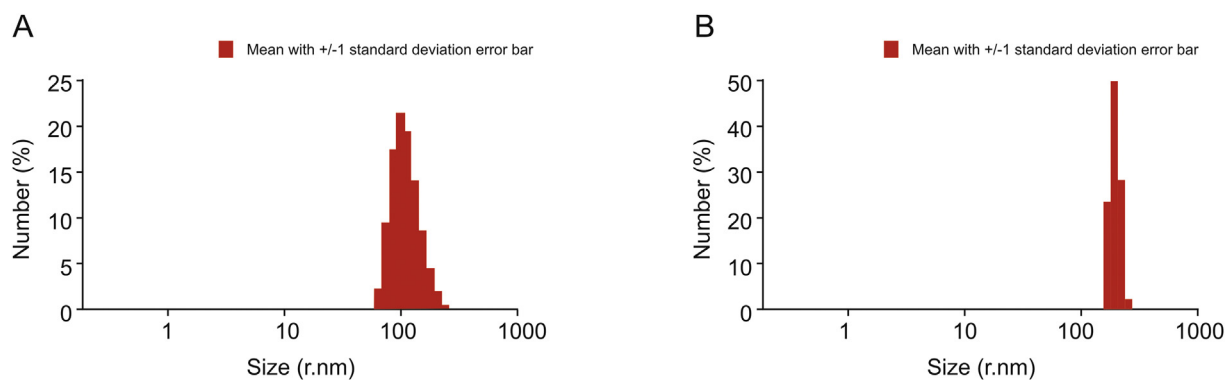 A
Mean with +/-1 standard deviation error bar
25
20
15
10
5
0
Number (%)
1
10
100
1000
Size (r.nm)
B
Mean with +/-1 standard deviation error bar
50
40
30
20
10
0
Number (%)
1
10
100
1000
Size (r.nm)